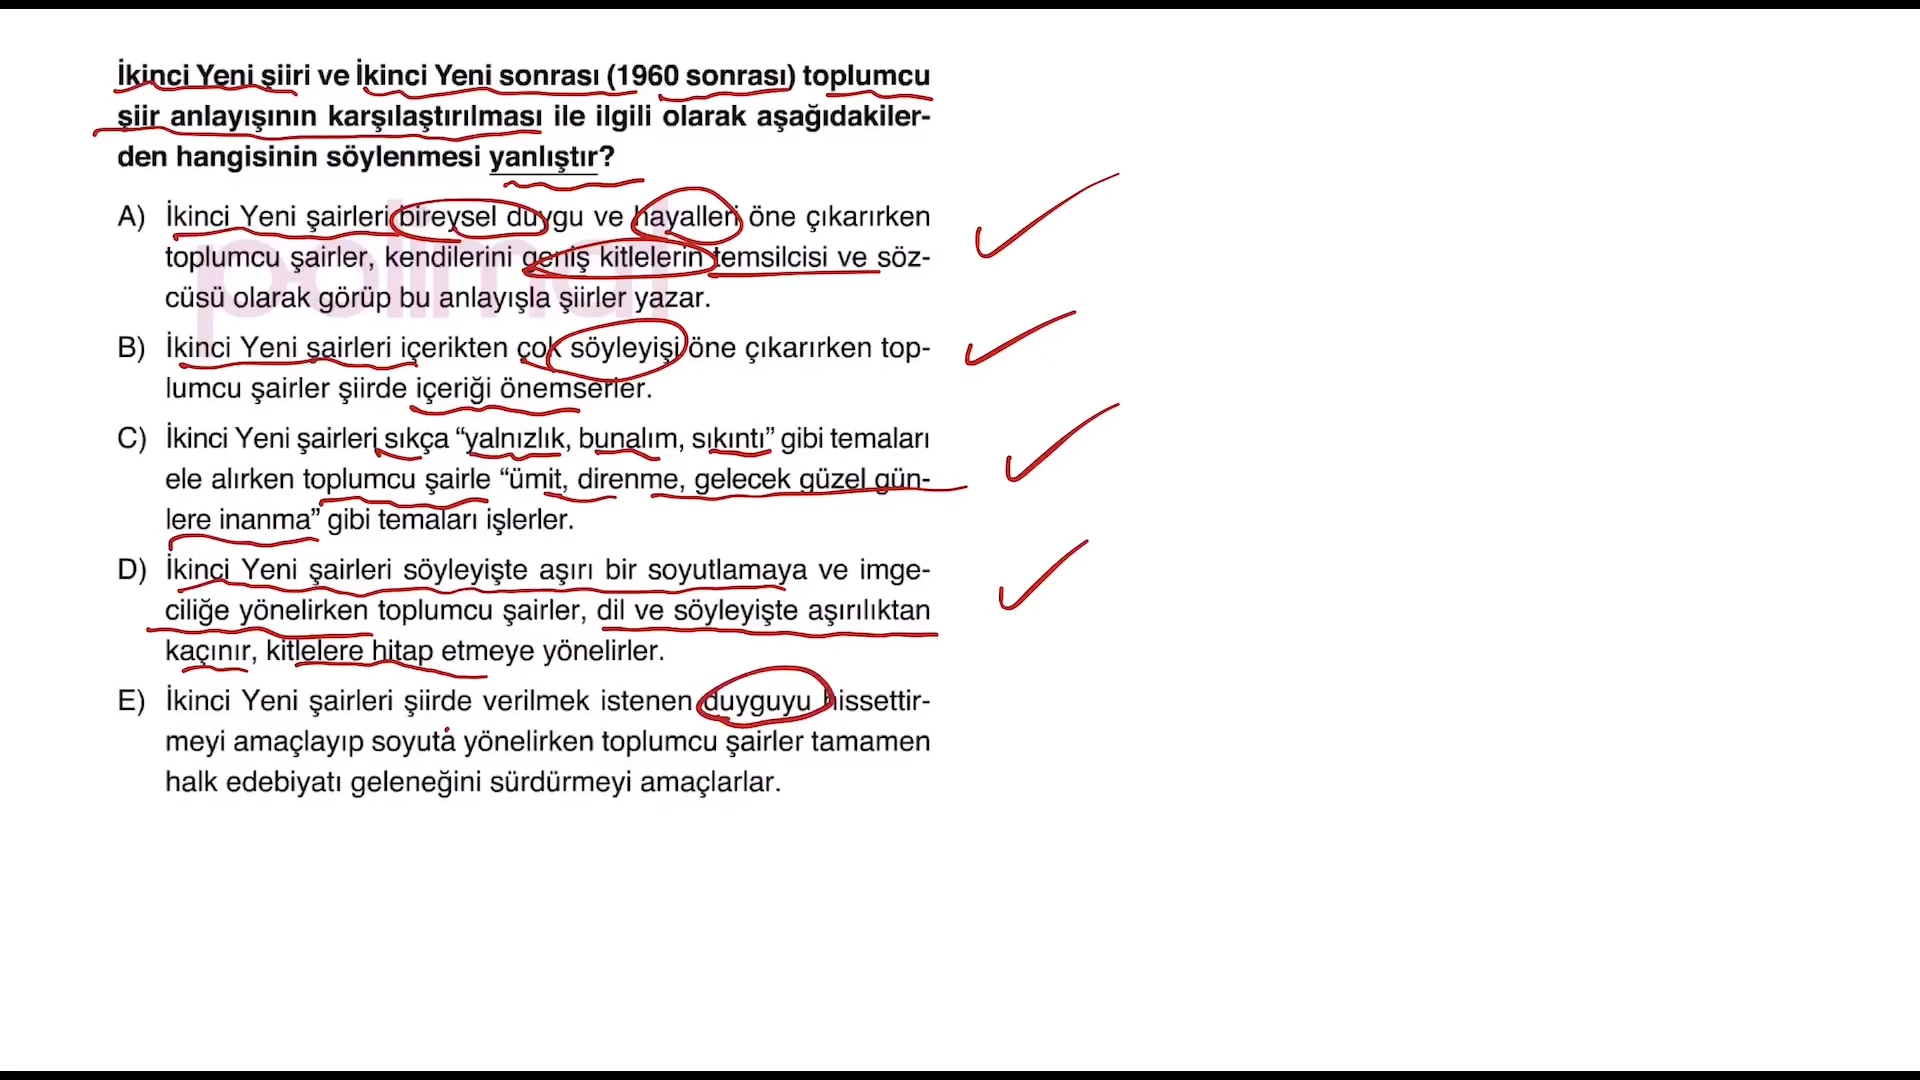 İkinci Yeni şiiri ve İkinci Yeni sonrası (1960 sonrası) toplumcu
şiir anlayışının karşılaştırılması ile ilgili olarak aşağıdakiler-
den hangisinin söylenmesi yanlıştır?
A) İkinci Yeni şairleri bireysel duygu ve hayalleri öne çıkarırken
toplumcu şairler, kendilerini geniş kitlelerin temsilcisi ve söz-
cüsü olarak görüp bu anlayışla şiirler yazar.
B) İkinci Yeni şairleri içerikten çok söyleyişi öne çıkarırken top-
lumcu şairler şiirde içeriği önemserler.
C) İkinci Yeni şairleri sıkça “yalnızlık, bunalım, sıkıntı” gibi temaları
ele alırken toplumcu şairle “ümit, direnme, gelecek güzel gün-
lere inanma” gibi temaları işlerler.
D) İkinci Yeni şairleri söyleyişte aşırı bir soyutlamaya ve imge-
ciliğe yönelirken toplumcu şairler, dil ve söyleyişte aşırılıktan
kaçınır, kitlelere hitap etmeye yönelirler.
E) İkinci Yeni şairleri şiirde verilmek istenen duyguyu hissettir-
meyi amaçlayıp soyuta yönelirken toplumcu şairler tamamen
halk edebiyatı geleneğini sürdürmeyi amaçlarlar.
polimat